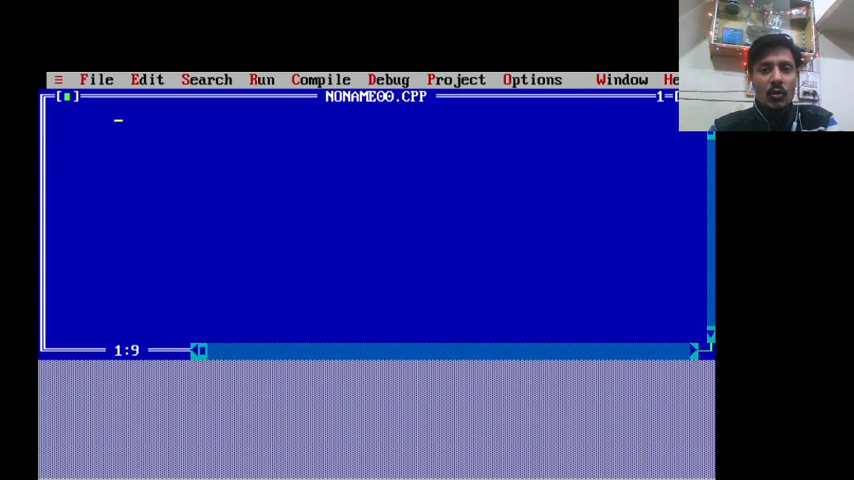 ≡ File Edit Search Run Compile Debug Project Options Window He
[■] NONAME00.CPP 1=[
1:9